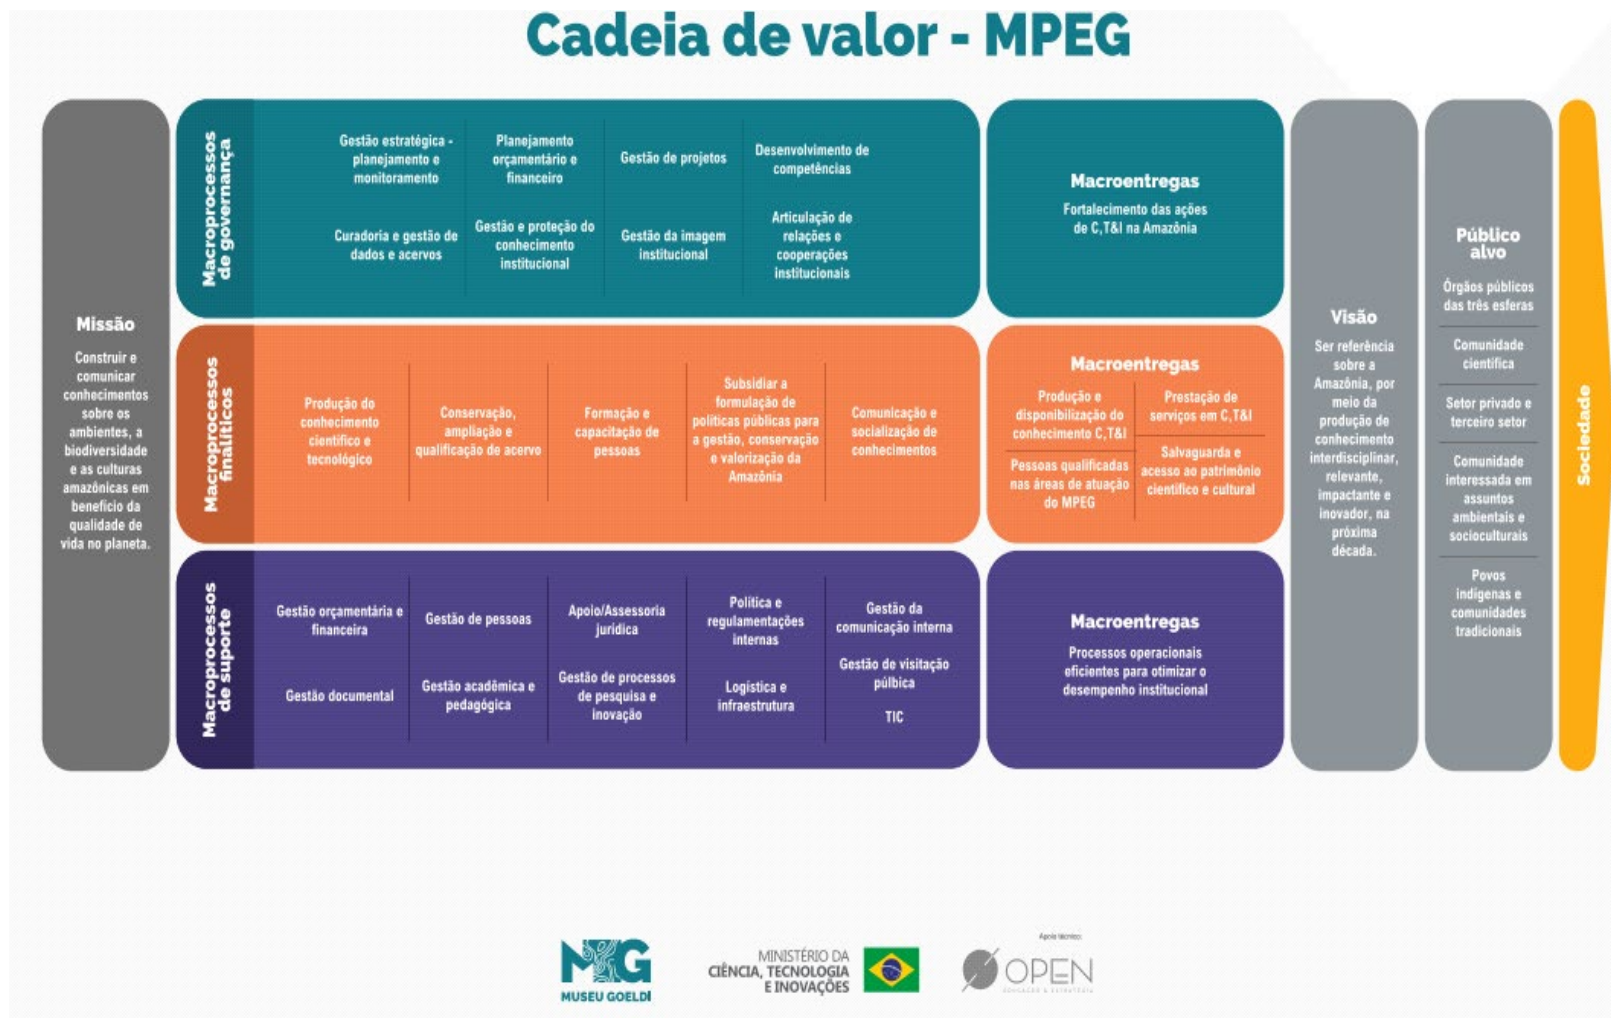 Cadeia de valor - MPEG
Missão
Construir e
comunicar
conhecimentos
sobre os
ambientes, a
biodiversidade
e as culturas
amazônicas em
benefício da
qualidade de
vida no planeta.
Macroprocessos
de governança
Gestão estratégica -
planejamento e
monitoramento
Planejamento
orçamentário e
financeiro
Gestão de projetos
Desenvolvimento de
competências
Curadoria e gestão de
dados e acervos
Gestão e proteção do
conhecimento
institucional
Gestão da imagem
institucional
Articulação de
relações e
cooperações
institucionais
Macroentregas
Fortalecimento das ações
de C,T&I na Amazônia
Macroprocessos
finalíticos
Produção do
conhecimento
científico e
tecnológico
Conservação,
ampliação e
qualificação de acervo
Formação e
capacitação de
pessoas
Subsidiar a
formulação de
políticas públicas para
a gestão, conservação
e valorização da
Amazônia
Comunicação e
socialização de
conhecimentos
Macroentregas
Produção e
disponibilização do
conhecimento C,T&I
Prestação de
serviços em C,T&I
Pessoas qualificadas
nas áreas de atuação
do MPEG
Salvaguarda e
acesso ao patrimônio
científico e cultural
Macroprocessos
de suporte
Gestão orçamentária e
financeira
Gestão de pessoas
Apoio/Assessoria
jurídica
Política e
regulamentações
internas
Gestão da
comunicação interna
Gestão documental
Gestão acadêmica e
pedagógica
Gestão de processos
de pesquisa e
inovação
Logística e
infraestrutura
Gestão de visitação
púlbica
TIC
Macroentregas
Processos operacionais
eficientes para otimizar o
desempenho institucional
Visão
Ser referência
sobre a
Amazônia, por
meio da
produção de
conhecimento
interdisciplinar,
relevante,
impactante e
inovador, na
próxima
década.
Público
alvo
Órgãos públicos
das três esferas
Comunidade
científica
Setor privado e
terceiro setor
Comunidade
interessada em
assuntos
ambientais e
socioculturais
Povos
indígenas e
comunidades
tradicionais
Sociedade
MUSEU GOELDI
MINISTÉRIO DA
CIÊNCIA, TECNOLOGIA
E INOVAÇÕES
Apoio técnico:
OPEN